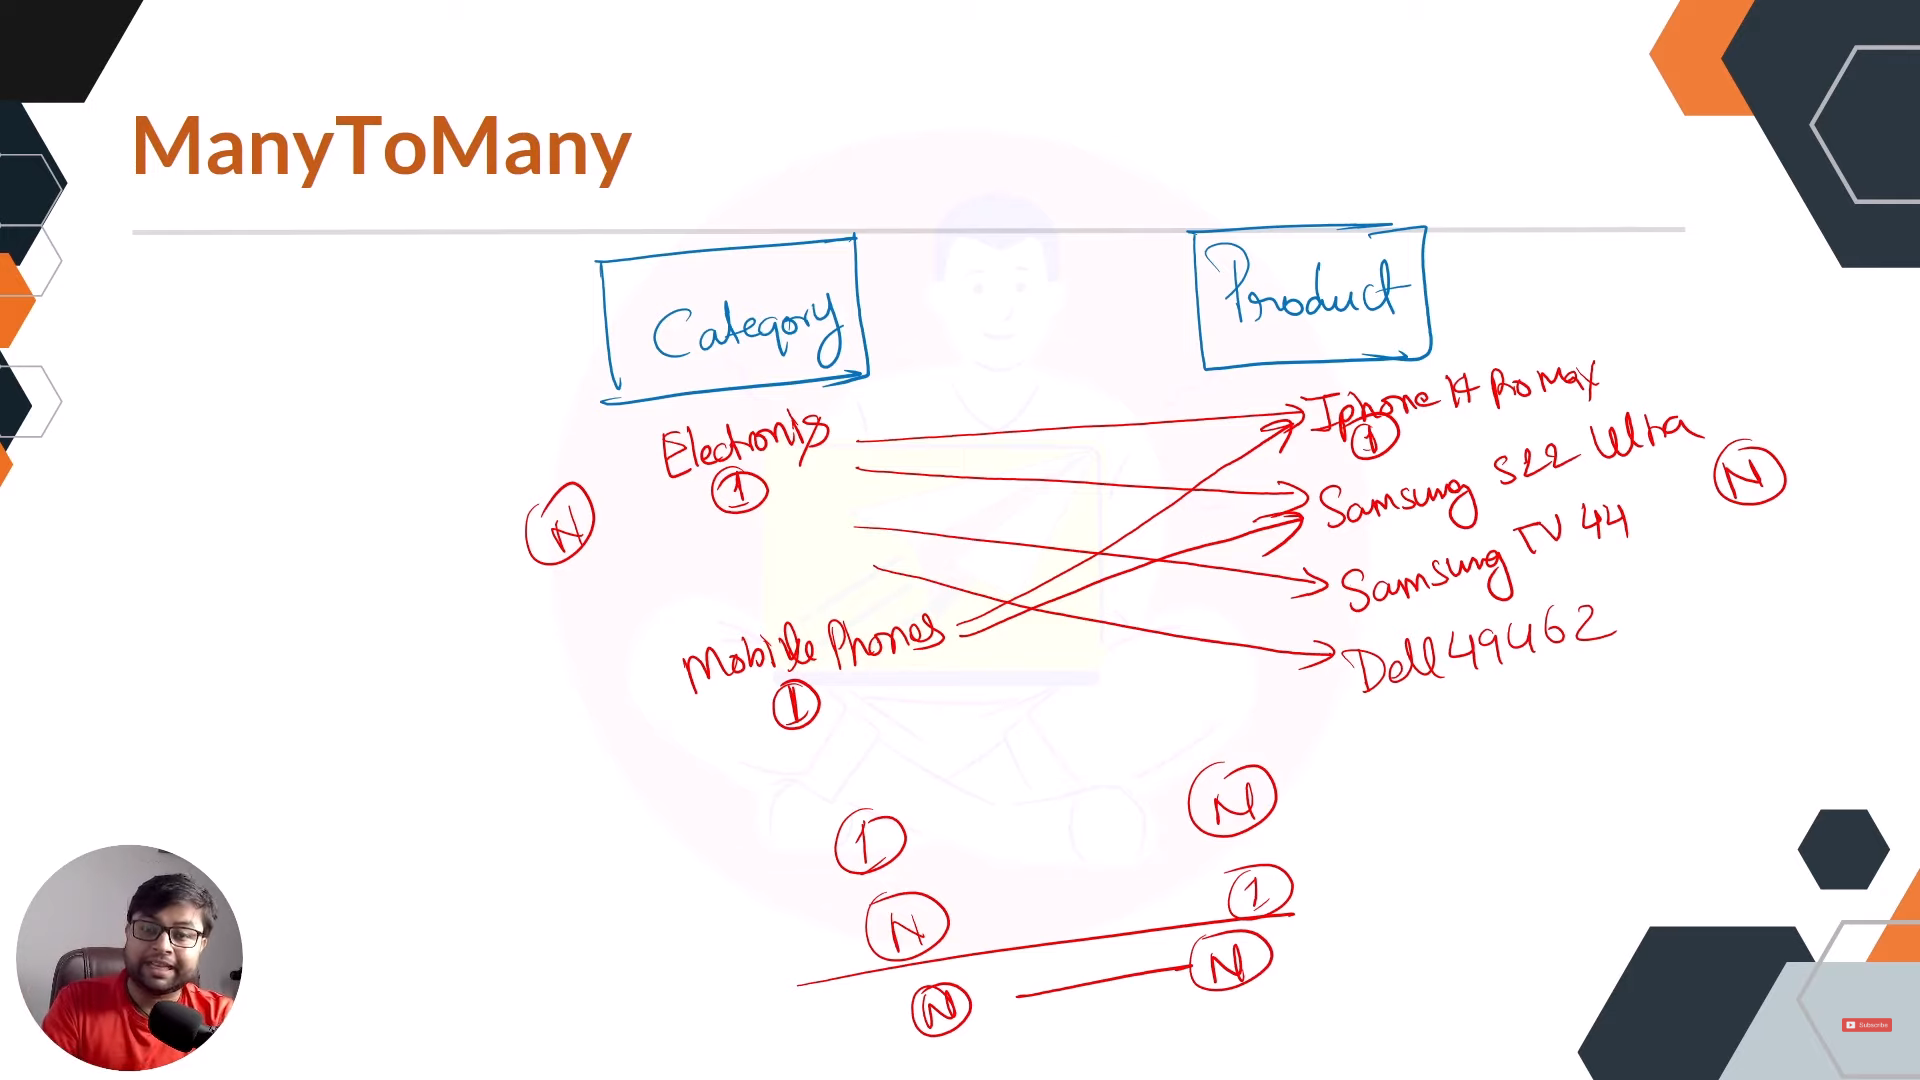 ManyToMany
Category
Product
Electronis
1
N
Iphone 14 Pro Max
1
Samsung S22 Ultra
N
Samsung TV 44
Mobile Phones
1
Dell 49462
1 N
N 1
N N
Subscribe